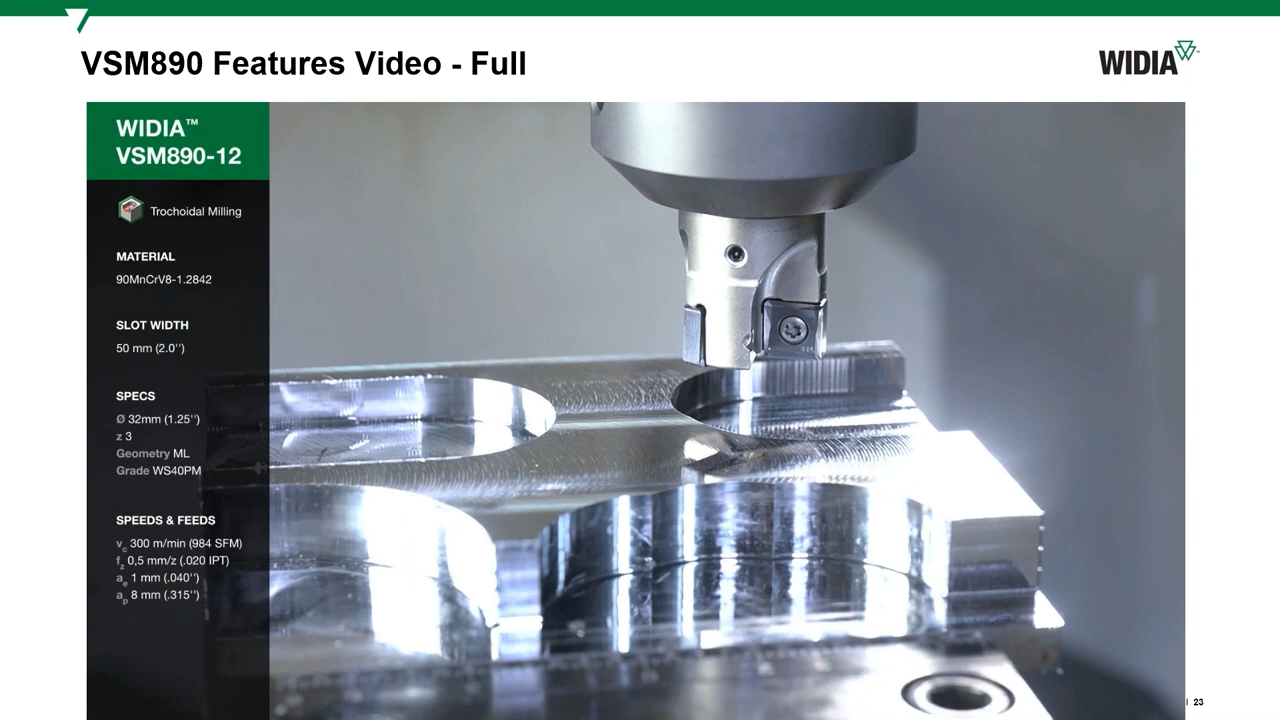 VSM890 Features Video - Full
WIDIA
WIDIA™
VSM890-12
Trochoidal Milling
MATERIAL
90MnCrV8-1.2842
SLOT WIDTH
50 mm (2.0'')
SPECS
Ø 32mm (1.25'')
z 3
Geometry ML
Grade WS40PM
SPEEDS & FEEDS
vc 300 m/min (984 SFM)
fz 0,5 mm/z (.020 IPT)
ae 1 mm (.040'')
ap 8 mm (.315'')
| 23